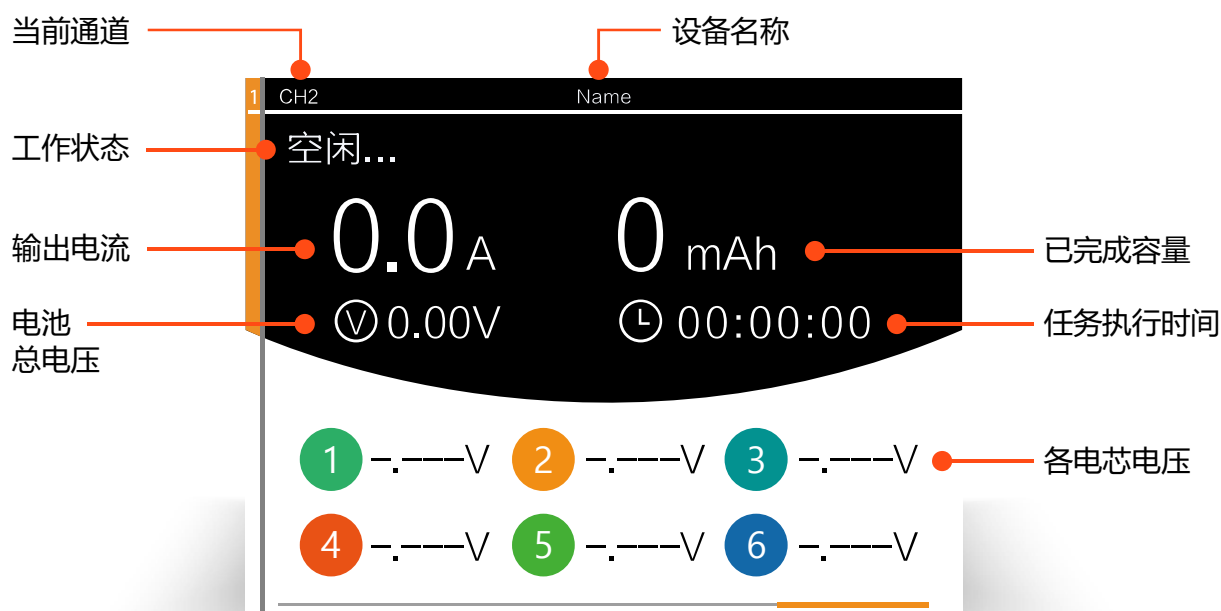 当前通道
设备名称
1
CH2
Name
工作状态
空闲...
输出电流
0.0 A
0 mAh
已完成容量
电池
总电压
V 0.00V
00:00:00
任务执行时间
1 -.---V
2 -.---V
3 -.---V
各电芯电压
4 -.---V
5 -.---V
6 -.---V